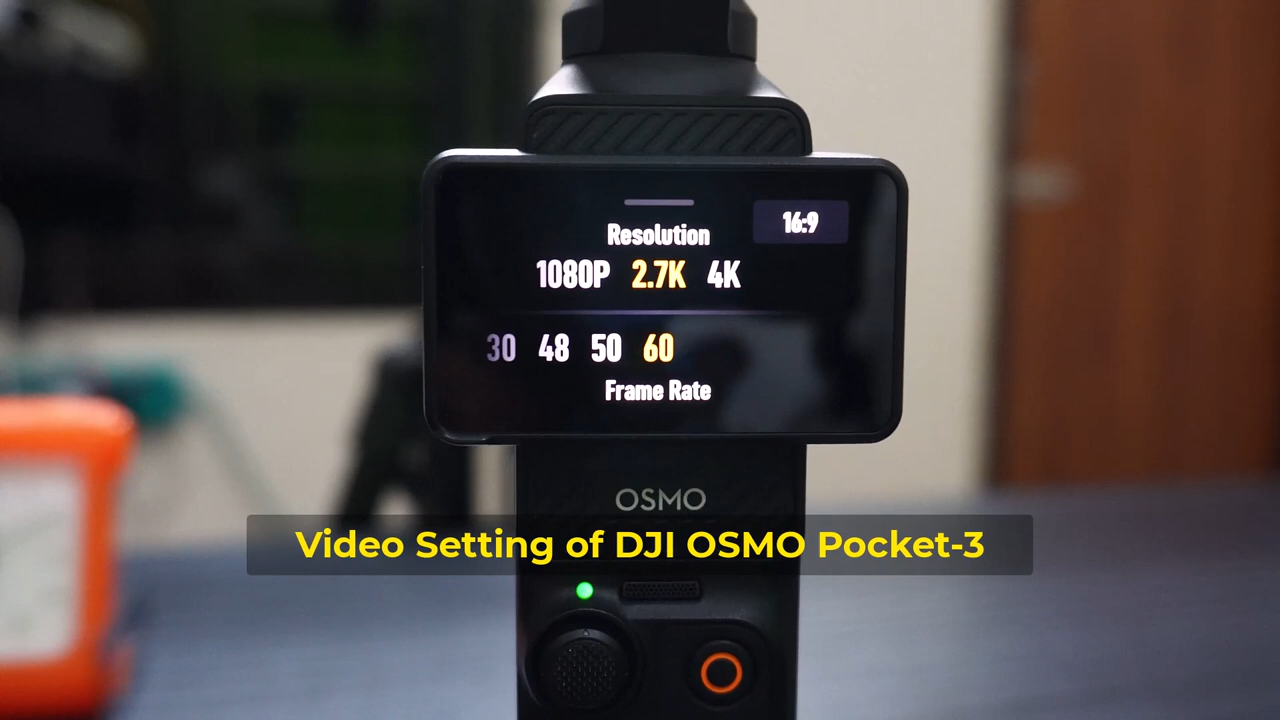 16:9
Resolution
1080P 2.7K 4K
30 48 50 60
Frame Rate
OSMO
Video Setting of DJI OSMO Pocket-3